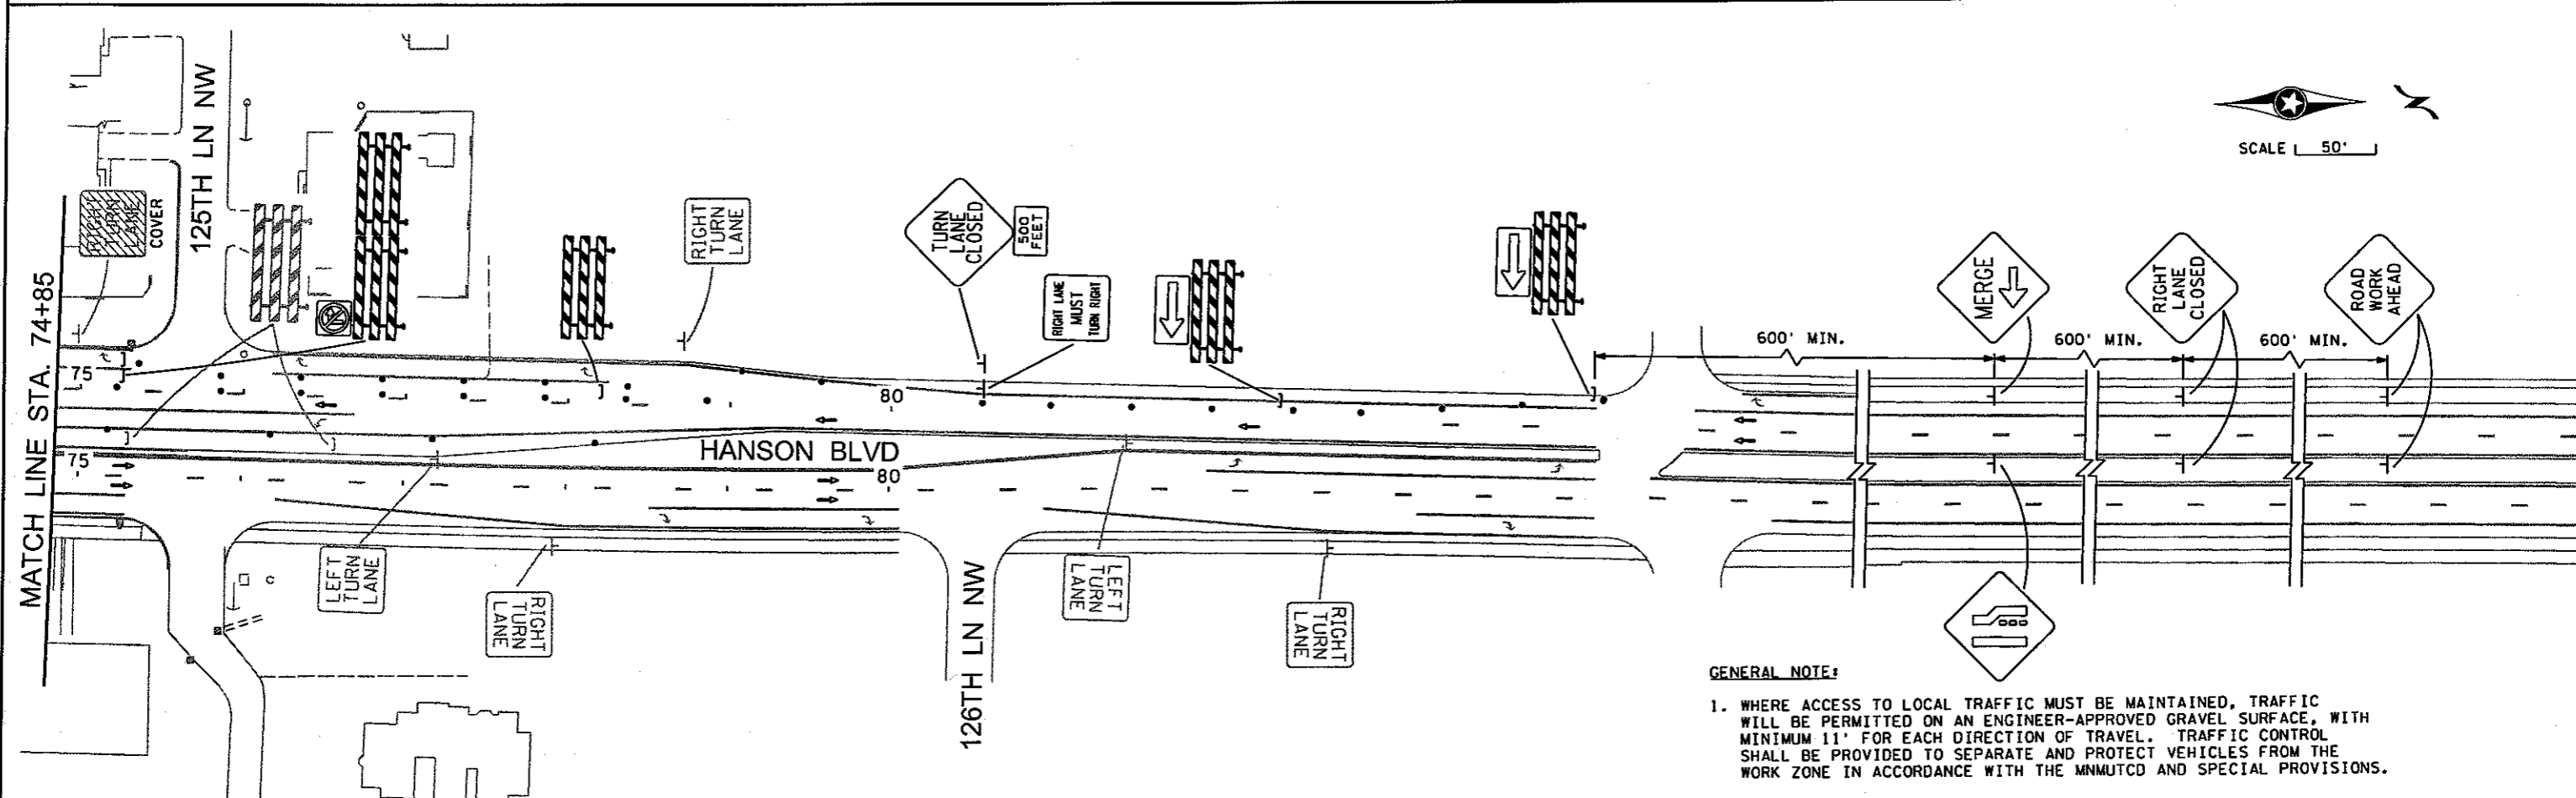 MATCH LINE STA. 74+85
RIGHT
TURN
LANE
COVER
125TH LN NW
RIGHT
TURN
LANE
TURN
LANE
CLOSED
500
FEET
RIGHT LANE
MUST
TURN RIGHT
MERGE
RIGHT
LANE
CLOSED
ROAD
WORK
AHEAD
SCALE 50'
600' MIN.
600' MIN.
600' MIN.
75
80
HANSON BLVD
75
80
LEFT
TURN
LANE
RIGHT
TURN
LANE
126TH LN NW
LEFT
TURN
LANE
RIGHT
TURN
LANE
GENERAL NOTE:
1. WHERE ACCESS TO LOCAL TRAFFIC MUST BE MAINTAINED, TRAFFIC
WILL BE PERMITTED ON AN ENGINEER-APPROVED GRAVEL SURFACE, WITH
MINIMUM 11' FOR EACH DIRECTION OF TRAVEL. TRAFFIC CONTROL
SHALL BE PROVIDED TO SEPARATE AND PROTECT VEHICLES FROM THE
WORK ZONE IN ACCORDANCE WITH THE MNMUTCD AND SPECIAL PROVISIONS.